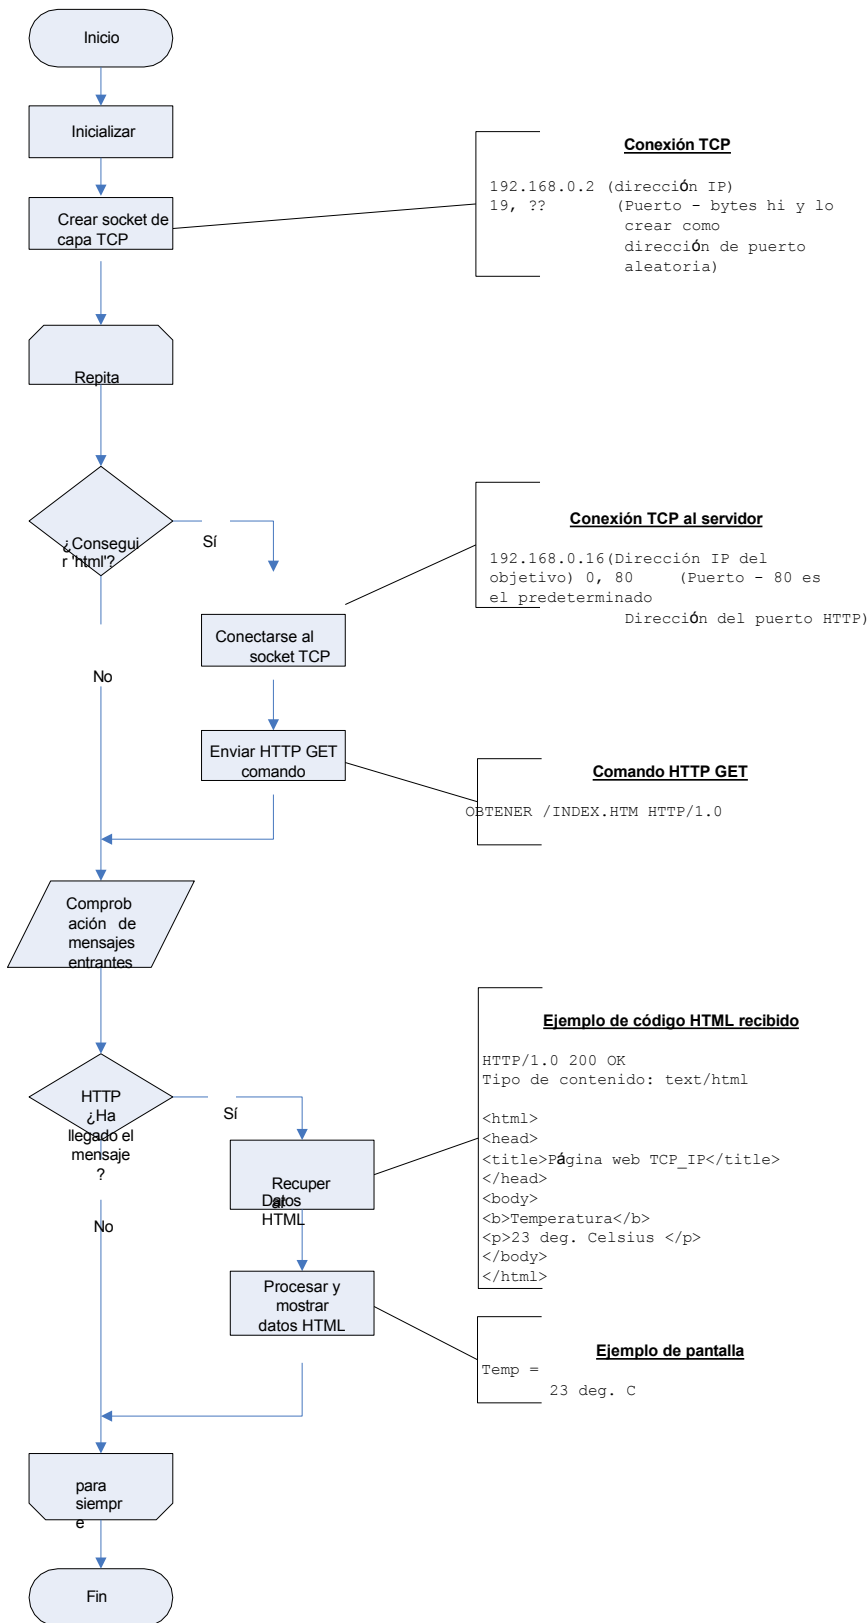 Inicio
Inicializar
Conexión TCP
192.168.0.2 (dirección IP)
19, ?? (Puerto – bytes hi y lo
crear como
dirección de puerto
aleatoria)
Crear socket de
capa TCP
Repita
¿Consegui
r 'html'?
Sí
No
Conexión TCP al servidor
192.168.0.16(Dirección IP del
objetivo) 0, 80 (Puerto – 80 es
el predeterminado
Dirección del puerto HTTP)
Conectarse al
socket TCP
Enviar HTTP GET
comando
Comando HTTP GET
OBTENER /INDEX.HTM HTTP/1.0
Comprob
ación de
mensajes
entrantes
Ejemplo de código HTML recibido
HTTP/1.0 200 OK
Tipo de contenido: text/html
<html>
<head>
<title>Página web TCP_IP</title>
</head>
<body>
<b>Temperatura</b>
<p>23 deg. Celsius </p>
</body>
</html>
HTTP
¿Ha
llegado el
mensaje
?
Sí
No
Recuper
ar
Datos
HTML
Procesar y
mostrar
datos HTML
Ejemplo de pantalla
Temp =
23 deg. C
para
siempr
e
Fin